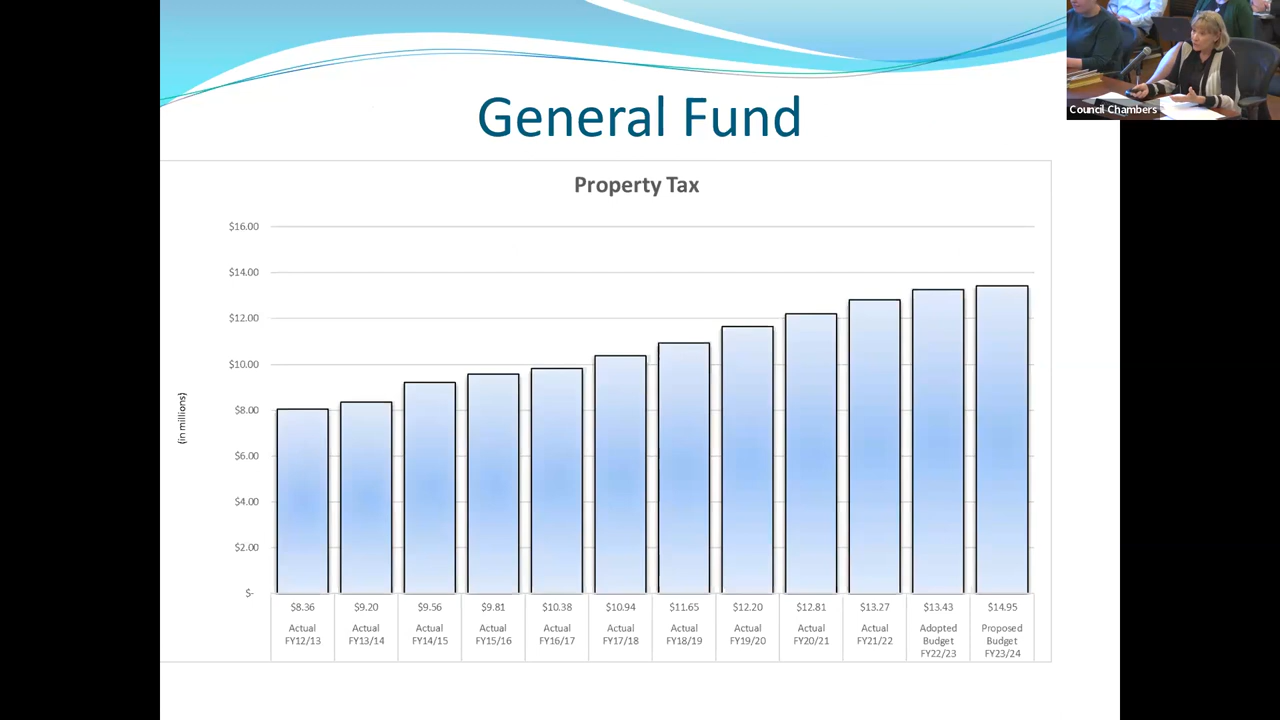 Council Chambers
General Fund
Property Tax
$16.00
$14.00
$12.00
$10.00
$8.00
$6.00
$4.00
$2.00
$-
(in millions)
$8.36 $9.20 $9.56 $9.81 $10.38 $10.94 $11.65 $12.20 $12.81 $13.27 $13.43 $14.95
Actual Actual Actual Actual Actual Actual Actual Actual Actual Actual Adopted Proposed
FY12/13 FY13/14 FY14/15 FY15/16 FY16/17 FY17/18 FY18/19 FY19/20 FY20/21 FY21/22 Budget Budget
FY22/23 FY23/24